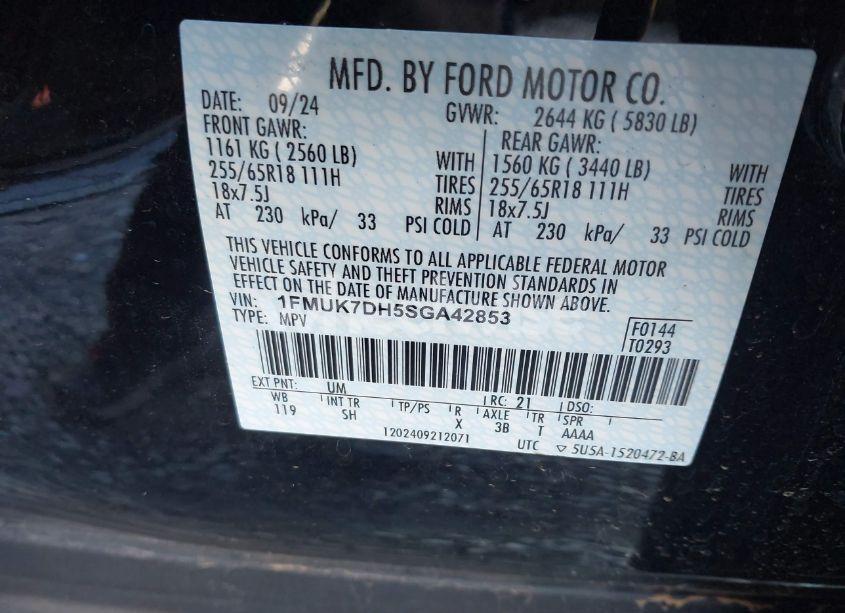 MFD. BY FORD MOTOR CO.
DATE: 09/24 GVWR: 2644 KG ( 5830 LB)
FRONT GAWR: REAR GAWR:
1161 KG ( 2560 LB) WITH 1560 KG ( 3440 LB) WITH
255/65R18 111H TIRES 255/65R18 111H TIRES
18x7.5J RIMS 18x7.5J RIMS
AT 230 kPa/ 33 PSI COLD AT 230 kPa/ 33 PSI COLD
THIS VEHICLE CONFORMS TO ALL APPLICABLE FEDERAL MOTOR
VEHICLE SAFETY AND THEFT PREVENTION STANDARDS IN
EFFECT ON THE DATE OF MANUFACTURE SHOWN ABOVE.
VIN: 1FMUK7DH5SGA42853
TYPE: MPV
F0144
T0293
EXT PNT: UM RC: 21 DSO:
WB INT TR TP/PS R AXLE TR SPR
119 SH X 3B T AAAA
1202409212071 UTC 5U5A-1520472-BA